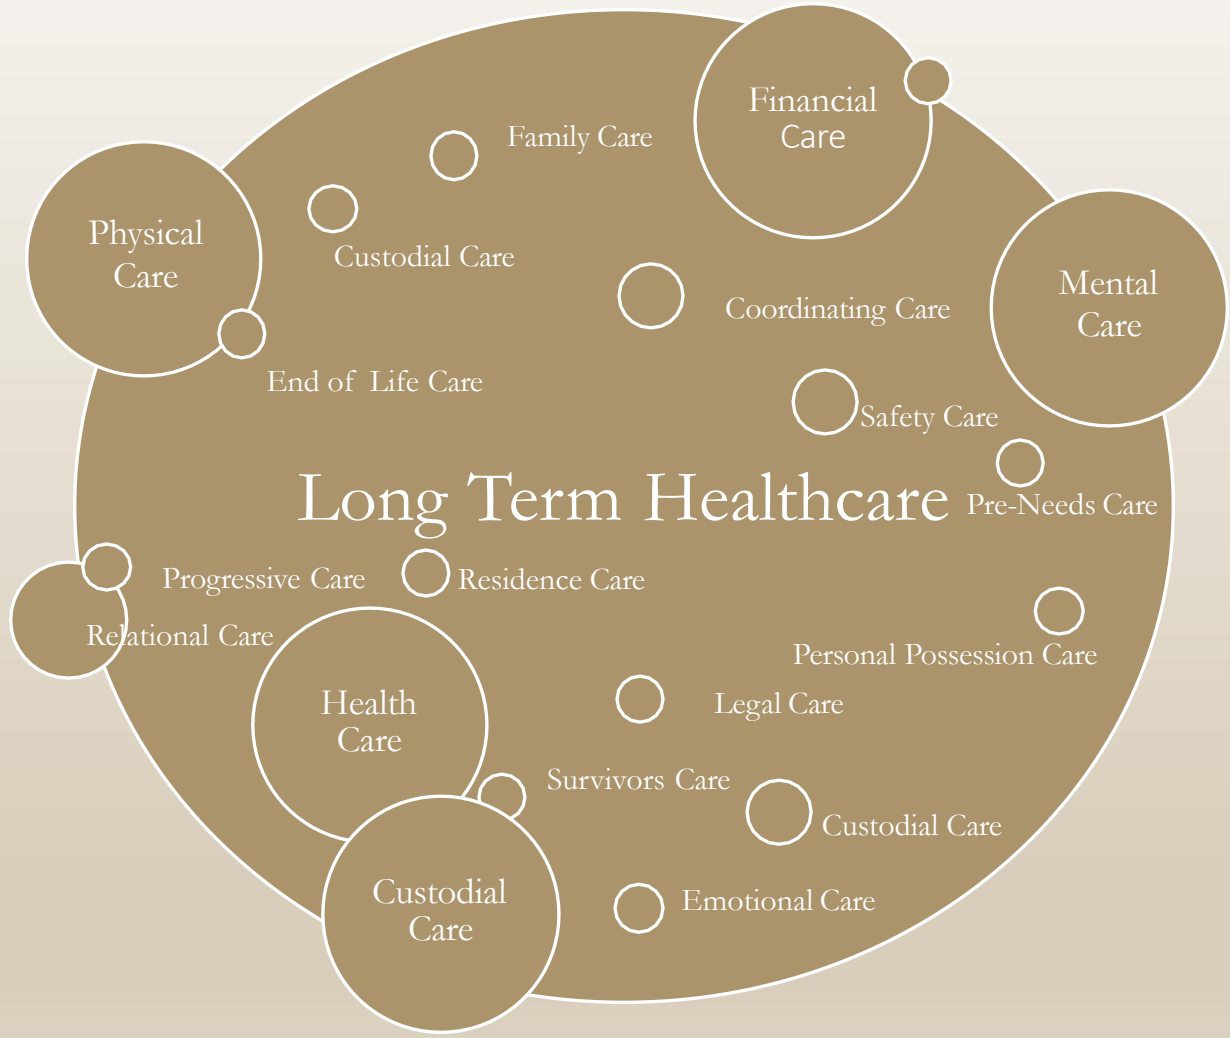 Financial
Care
Family Care
Physical
Care
Custodial Care
Mental
Care
Coordinating Care
End of Life Care
Safety Care
Long Term Healthcare
Pre-Needs Care
Progressive Care
Residence Care
Relational Care
Personal Possession Care
Health
Care
Legal Care
Survivors Care
Custodial Care
Custodial
Care
Emotional Care